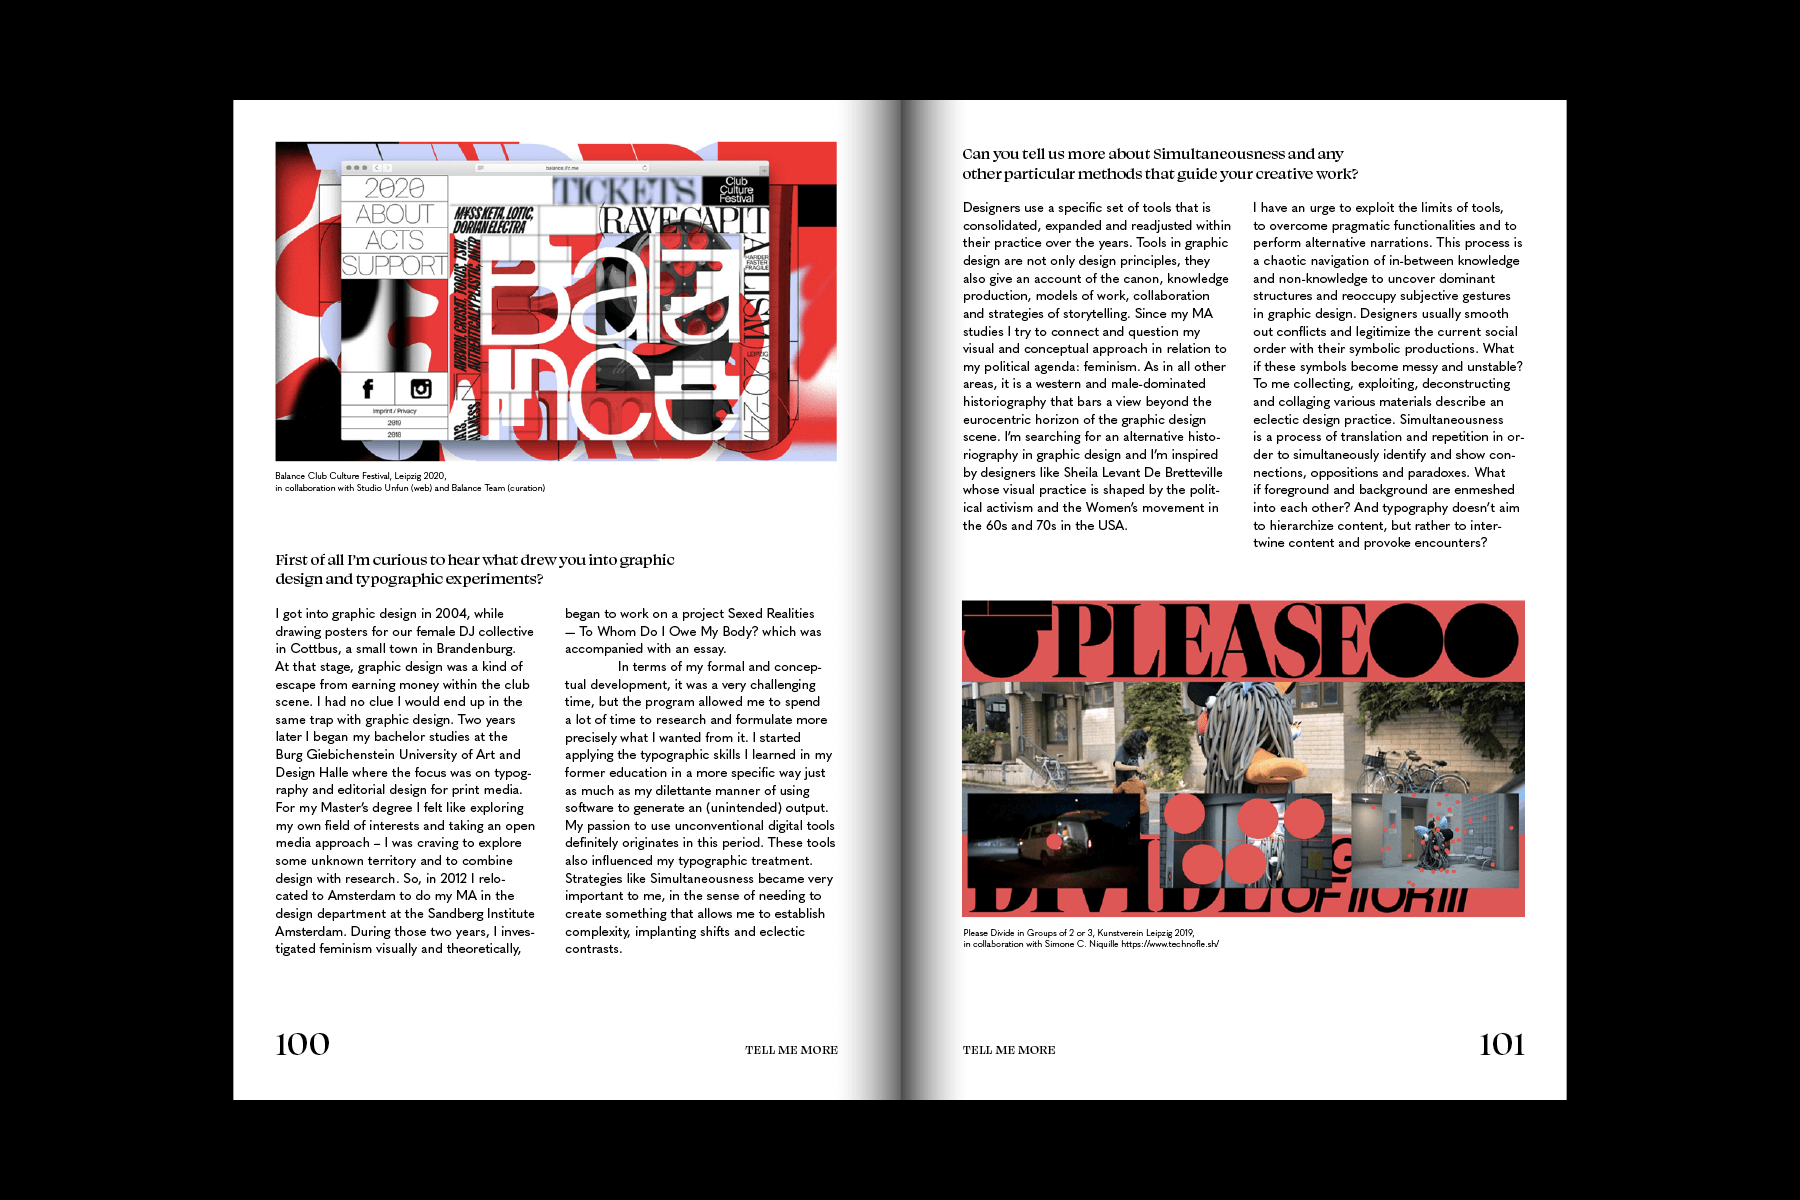 balance.ifz.me
2020
ABOUT
ACTS
SUPPORT
TICKETS
Club
Culture
Festival
M¥SS KETA, LOTIC,
DORIAN ELECTRA
RAVE CAPITALISM
HARDER
FASTER
FRAGILE
LEIPZIG
Bala
nce
Imprint / Privacy
2019
2018
Balance Club Culture Festival, Leipzig 2020,
in collaboration with Studio Unfun (web) and Balance Team (curation)
First of all I'm curious to hear what drew you into graphic
design and typographic experiments?
I got into graphic design in 2004, while
drawing posters for our female DJ collective
in Cottbus, a small town in Brandenburg.
At that stage, graphic design was a kind of
escape from earning money within the club
scene. I had no clue I would end up in the
same trap with graphic design. Two years
later I began my bachelor studies at the
Burg Giebichenstein University of Art and
Design Halle where the focus was on typog-
raphy and editorial design for print media.
For my Master's degree I felt like exploring
my own field of interests and taking an open
media approach – I was craving to explore
some unknown territory and to combine
design with research. So, in 2012 I relo-
cated to Amsterdam to do my MA in the
design department at the Sandberg Institute
Amsterdam. During those two years, I inves-
tigated feminism visually and theoretically,
began to work on a project Sexed Realities
— To Whom Do I Owe My Body? which was
accompanied with an essay.
In terms of my formal and concep-
tual development, it was a very challenging
time, but the program allowed me to spend
a lot of time to research and formulate more
precisely what I wanted from it. I started
applying the typographic skills I learned in my
former education in a more specific way just
as much as my dilettante manner of using
software to generate an (unintended) output.
My passion to use unconventional digital tools
definitely originates in this period. These tools
also influenced my typographic treatment.
Strategies like Simultaneousness became very
important to me, in the sense of needing to
create something that allows me to establish
complexity, implanting shifts and eclectic
contrasts.
100
TELL ME MORE
Can you tell us more about Simultaneousness and any
other particular methods that guide your creative work?
Designers use a specific set of tools that is
consolidated, expanded and readjusted within
their practice over the years. Tools in graphic
design are not only design principles, they
also give an account of the canon, knowledge
production, models of work, collaboration
and strategies of storytelling. Since my MA
studies I try to connect and question my
visual and conceptual approach in relation to
my political agenda: feminism. As in all other
areas, it is a western and male-dominated
historiography that bars a view beyond the
eurocentric horizon of the graphic design
scene. I'm searching for an alternative histo-
riography in graphic design and I'm inspired
by designers like Sheila Levant De Bretteville
whose visual practice is shaped by the polit-
ical activism and the Women's movement in
the 60s and 70s in the USA.
I have an urge to exploit the limits of tools,
to overcome pragmatic functionalities and to
perform alternative narrations. This process is
a chaotic navigation of in-between knowledge
and non-knowledge to uncover dominant
structures and reoccupy subjective gestures
in graphic design. Designers usually smooth
out conflicts and legitimize the current social
order with their symbolic productions. What
if these symbols become messy and unstable?
To me collecting, exploiting, deconstructing
and collaging various materials describe an
eclectic design practice. Simultaneousness
is a process of translation and repetition in or-
der to simultaneously identify and show con-
nections, oppositions and paradoxes. What
if foreground and background are enmeshed
into each other? And typography doesn't aim
to hierarchize content, but rather to inter-
twine content and provoke encounters?
PLEASE
DIVIDE
Please Divide in Groups of 2 or 3, Kunstverein Leipzig 2019,
in collaboration with Simone C. Niquille https://www.technofle.sh/
TELL ME MORE
101